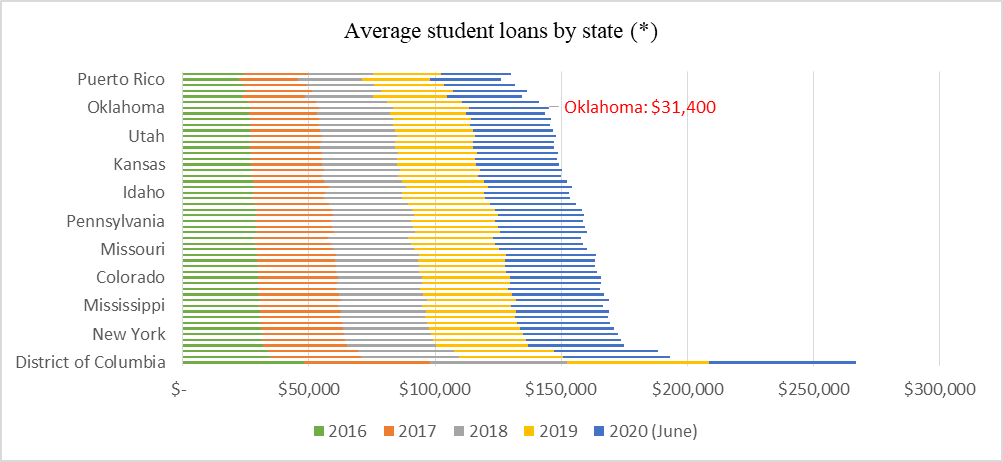 Average student loans by state (*)
Puerto Rico
Oklahoma
Oklahoma: $31,400
Utah
Kansas
Idaho
Pennsylvania
Missouri
Colorado
Mississippi
New York
District of Columbia
$- $50,000 $100,000 $150,000 $200,000 $250,000 $300,000
2016 2017 2018 2019 2020 (June)